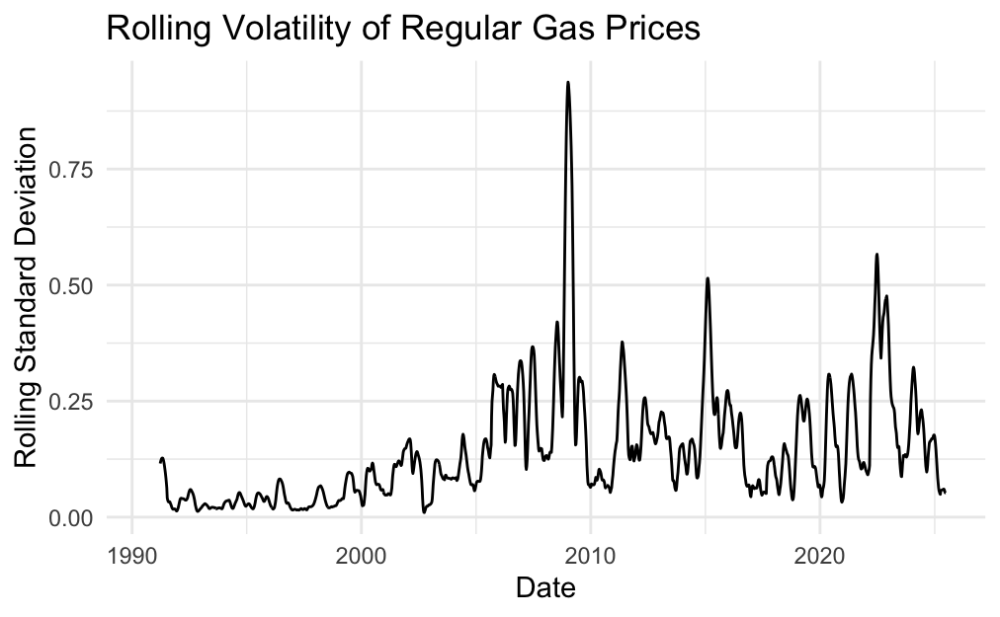 Rolling Volatility of Regular Gas Prices
Rolling Standard Deviation
0.75
0.50
0.25
0.00
1990 2000 2010 2020
Date